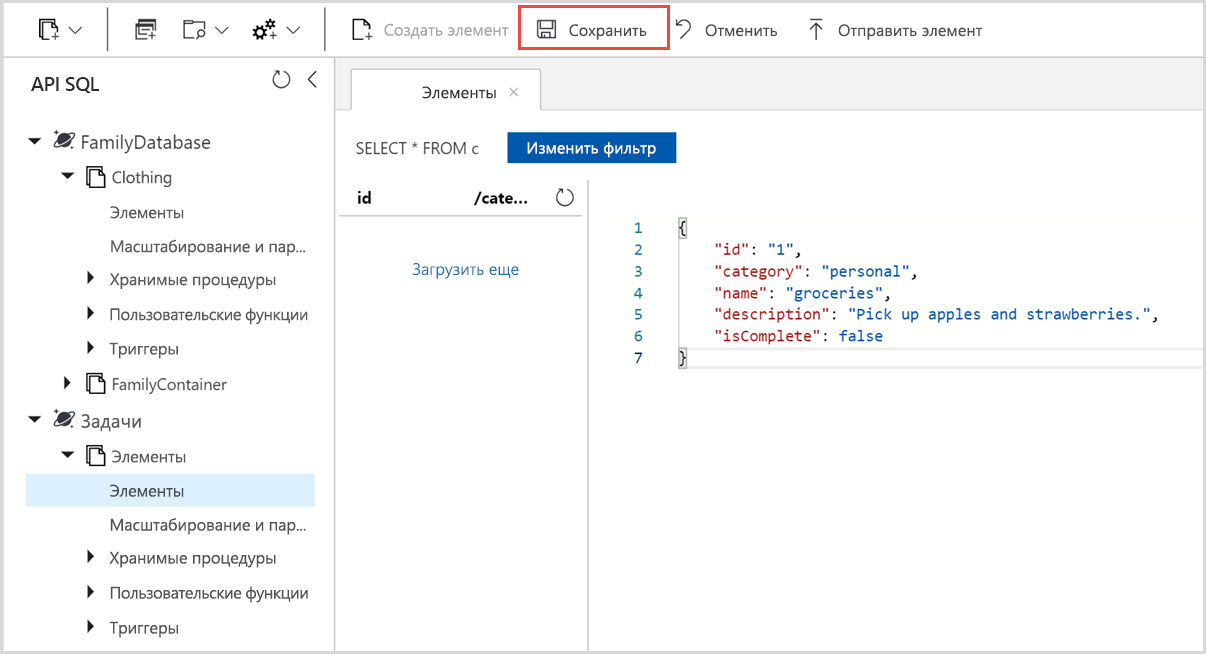 Создать элемент Сохранить Отменить Отправить элемент
API SQL
FamilyDatabase
Clothing
Элементы
Масштабирование и пар...
Хранимые процедуры
Пользовательские функции
Триггеры
FamilyContainer
Задачи
Элементы
Элементы
Масштабирование и пар...
Хранимые процедуры
Пользовательские функции
Триггеры
Элементы
SELECT * FROM c Изменить фильтр
id /cate...
Загрузить еще
1 {
2 "id": "1",
3 "category": "personal",
4 "name": "groceries",
5 "description": "Pick up apples and strawberries.",
6 "isComplete": false
7 }